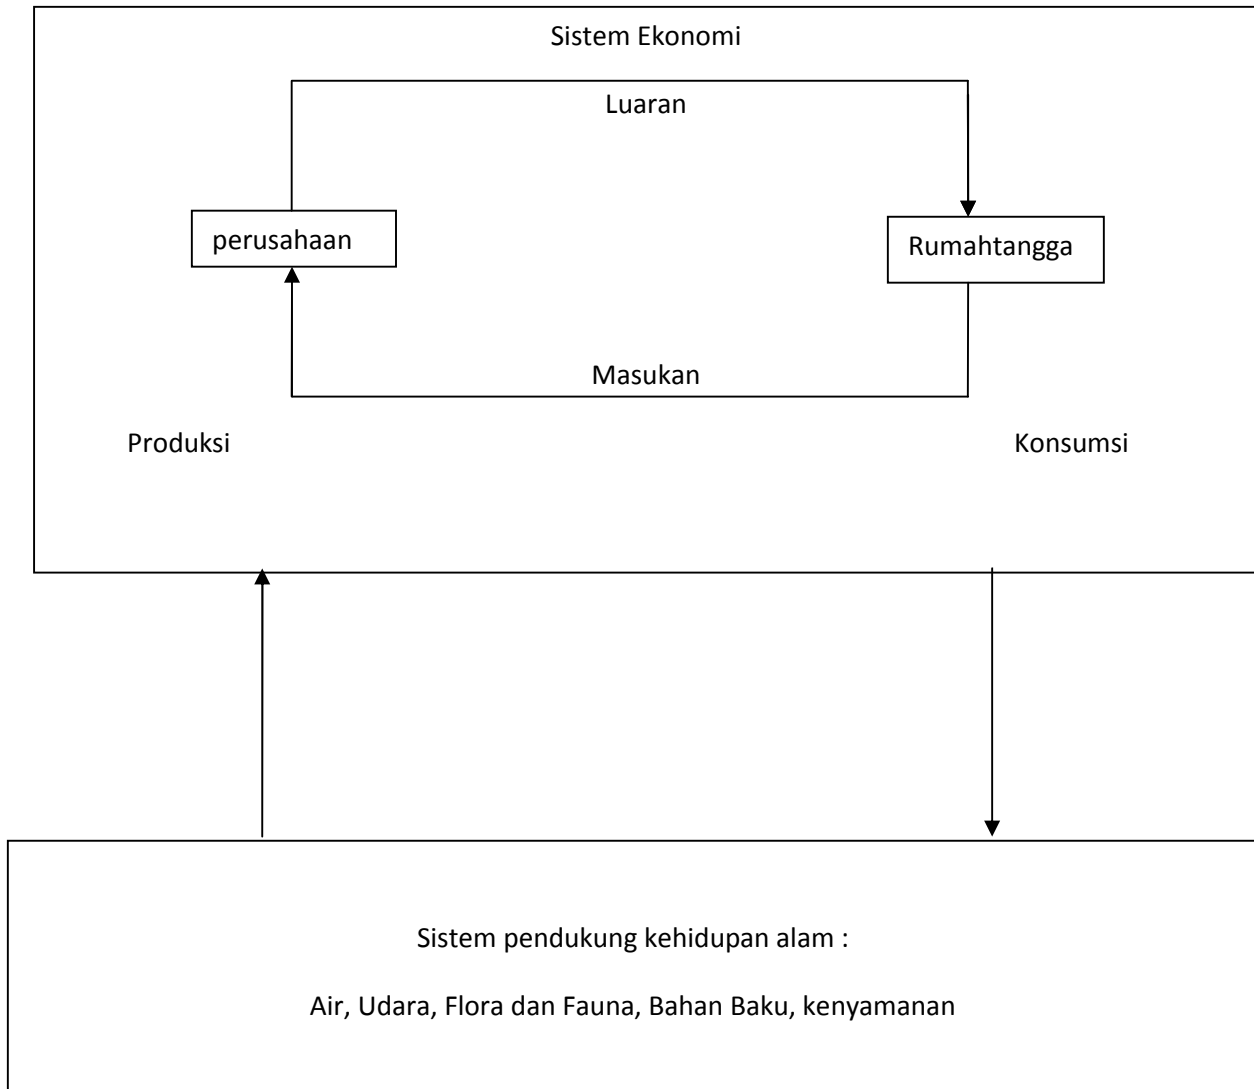 Sistem Ekonomi
Luaran
perusahaan
Rumahtangga
Masukan
Produksi
Konsumsi
Sistem pendukung kehidupan alam :
Air, Udara, Flora dan Fauna, Bahan Baku, kenyamanan